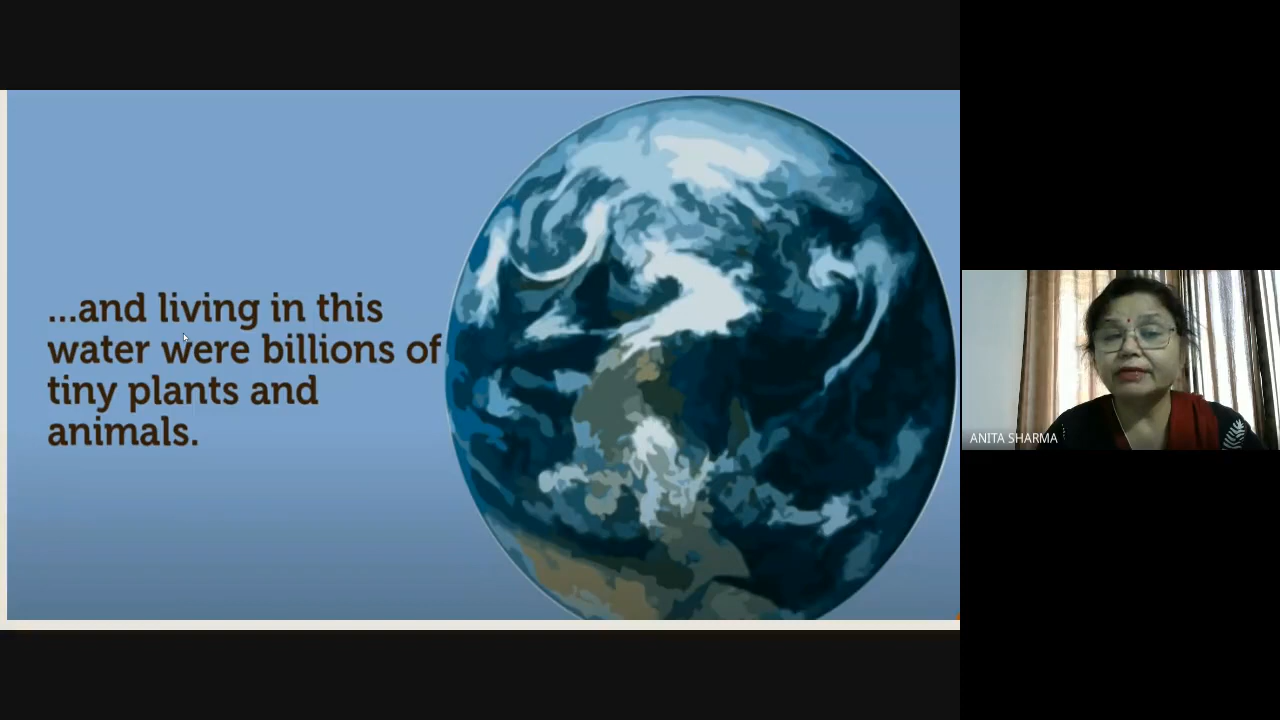 ...and living in this
water were billions of
tiny plants and
animals.
ANITA SHARMA